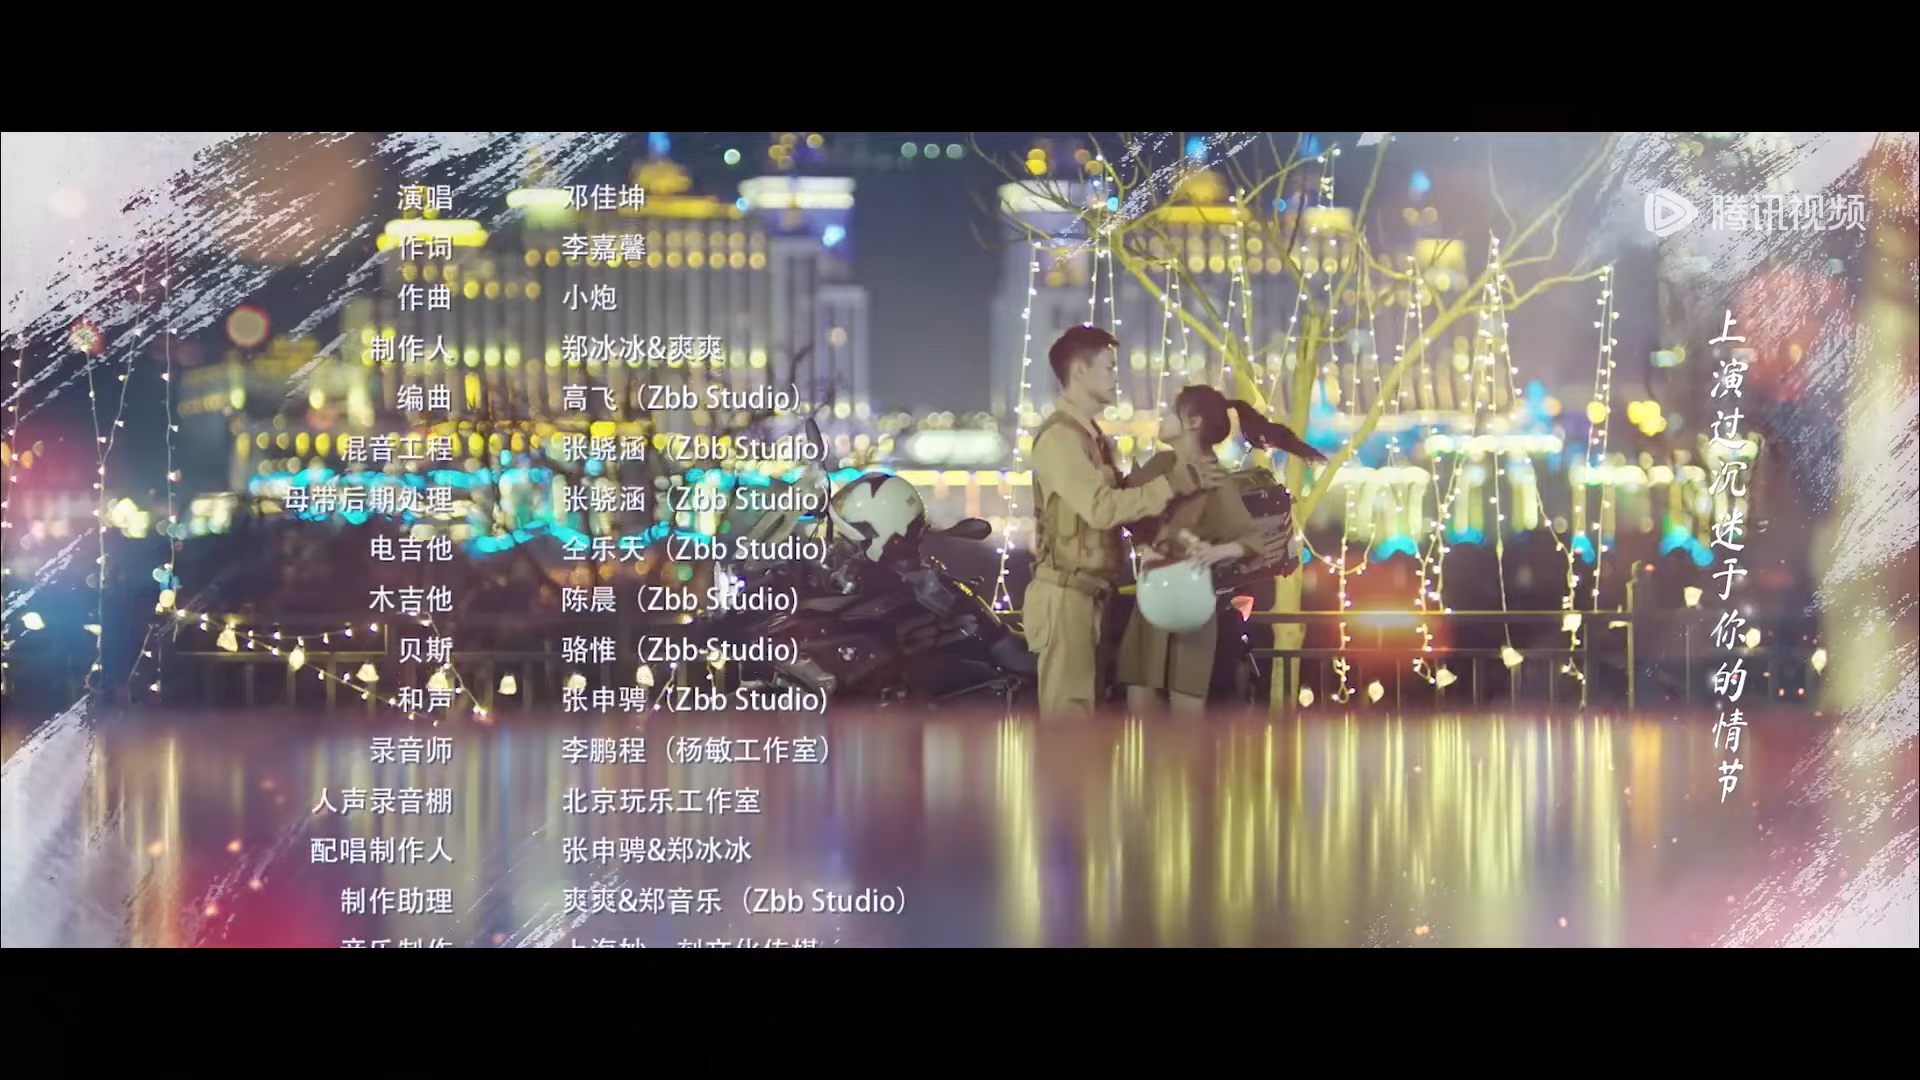 演唱 邓佳坤
作词 李嘉馨
作曲 小炮
制作人 郑冰冰&爽爽
编曲 高飞（Zbb Studio）
混音工程 张骁涵（Zbb Studio）
母带后期处理 张骁涵（Zbb Studio）
电吉他 仝乐天（Zbb Studio)
木吉他 陈晨（Zbb Studio)
贝斯 骆惟（Zbb Studio)
和声 张申骋（Zbb Studio)
录音师 李鹏程（杨敏工作室）
人声录音棚 北京玩乐工作室
配唱制作人 张申骋&郑冰冰
制作助理 爽爽&郑音乐（Zbb Studio）
腾讯视频
上演过沉迷于你的情节